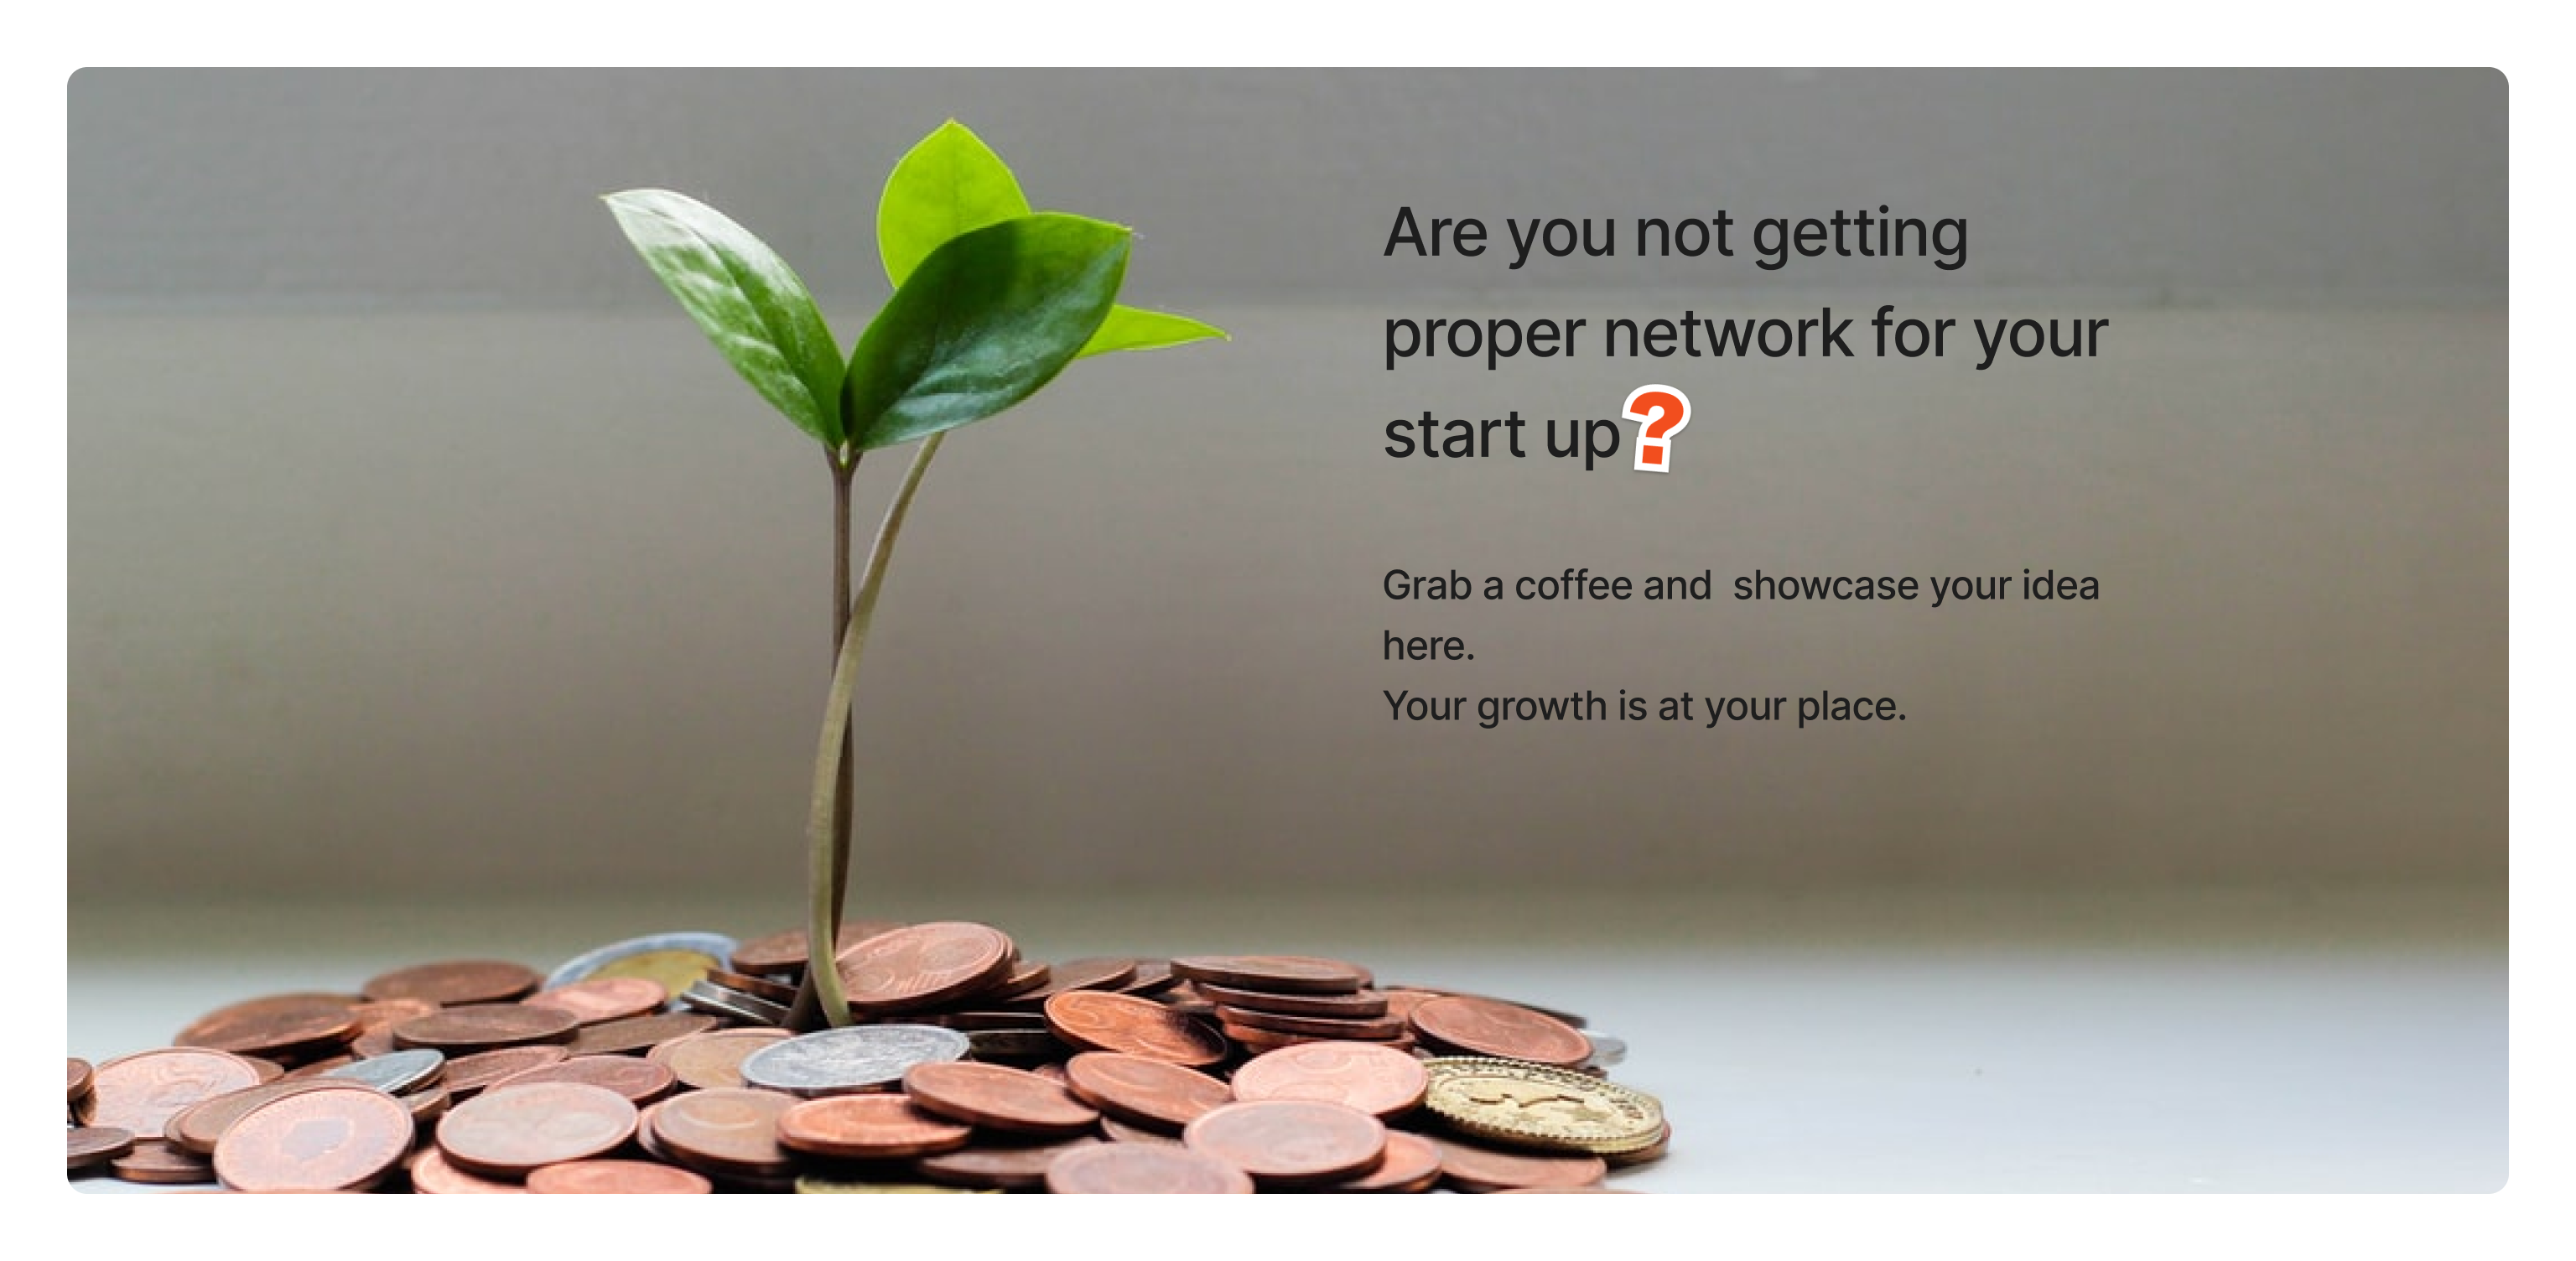 Are you not getting
proper network for your
start up?
Grab a coffee and  showcase your idea
here.
Your growth is at your place.